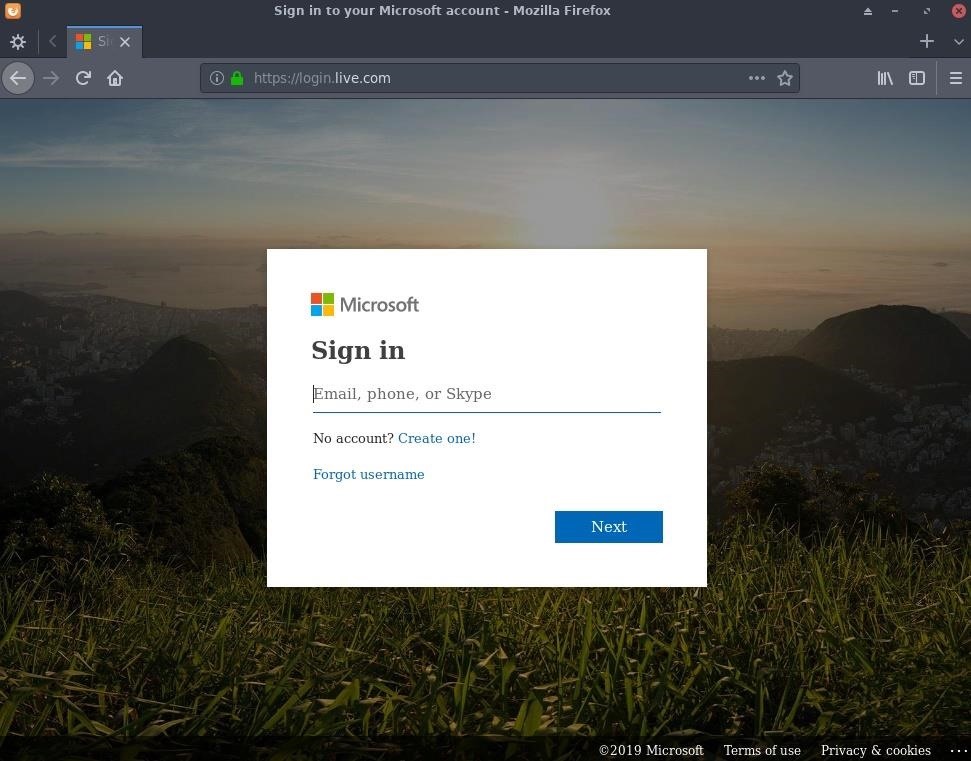 Sign in to your Microsoft account - Mozilla Firefox
https://login.live.com
Microsoft
Sign in
Email, phone, or Skype
No account? Create one!
Forgot username
Next
©2019 Microsoft Terms of use Privacy & cookies ...